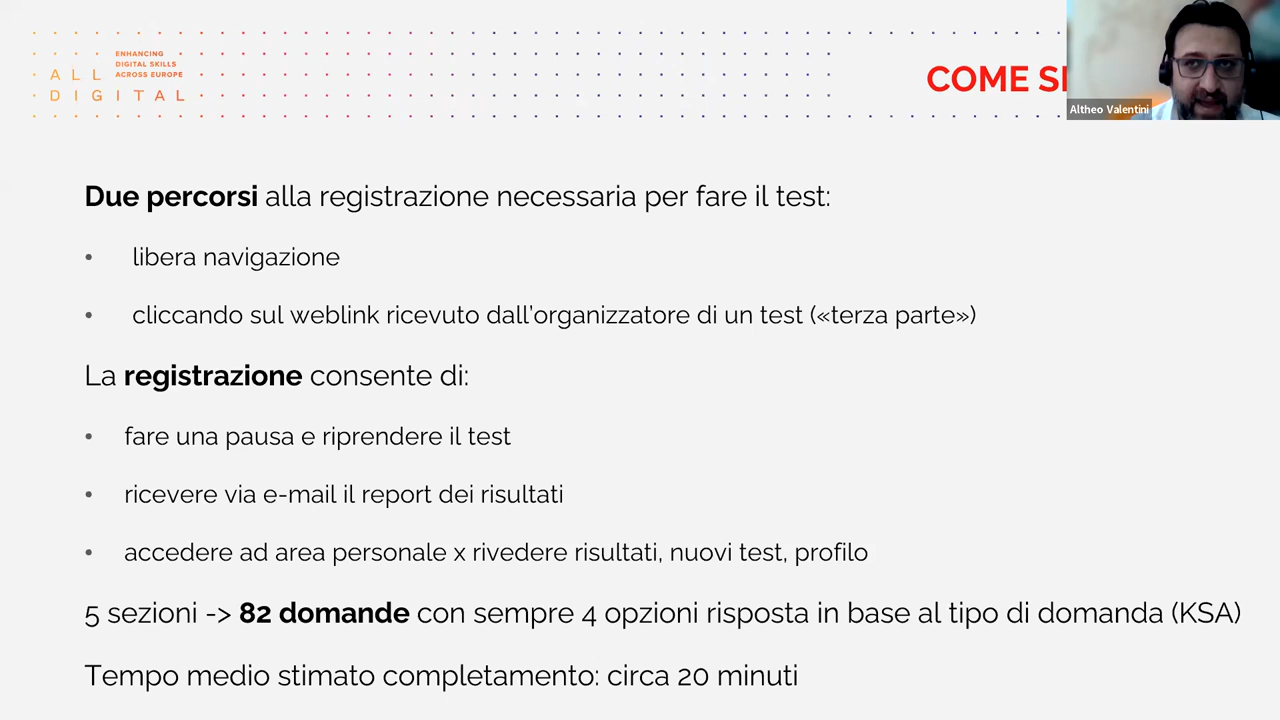 ENHANCING
DIGITAL SKILLS
ACROSS EUROPE
ALL
DIGITAL
COME
Altheo Valentini
Due percorsi alla registrazione necessaria per fare il test:
• libera navigazione
• cliccando sul weblink ricevuto dall'organizzatore di un test («terza parte»)
La registrazione consente di:
• fare una pausa e riprendere il test
• ricevere via e-mail il report dei risultati
• accedere ad area personale x rivedere risultati, nuovi test, profilo
5 sezioni -> 82 domande con sempre 4 opzioni risposta in base al tipo di domanda (KSA)
Tempo medio stimato completamento: circa 20 minuti